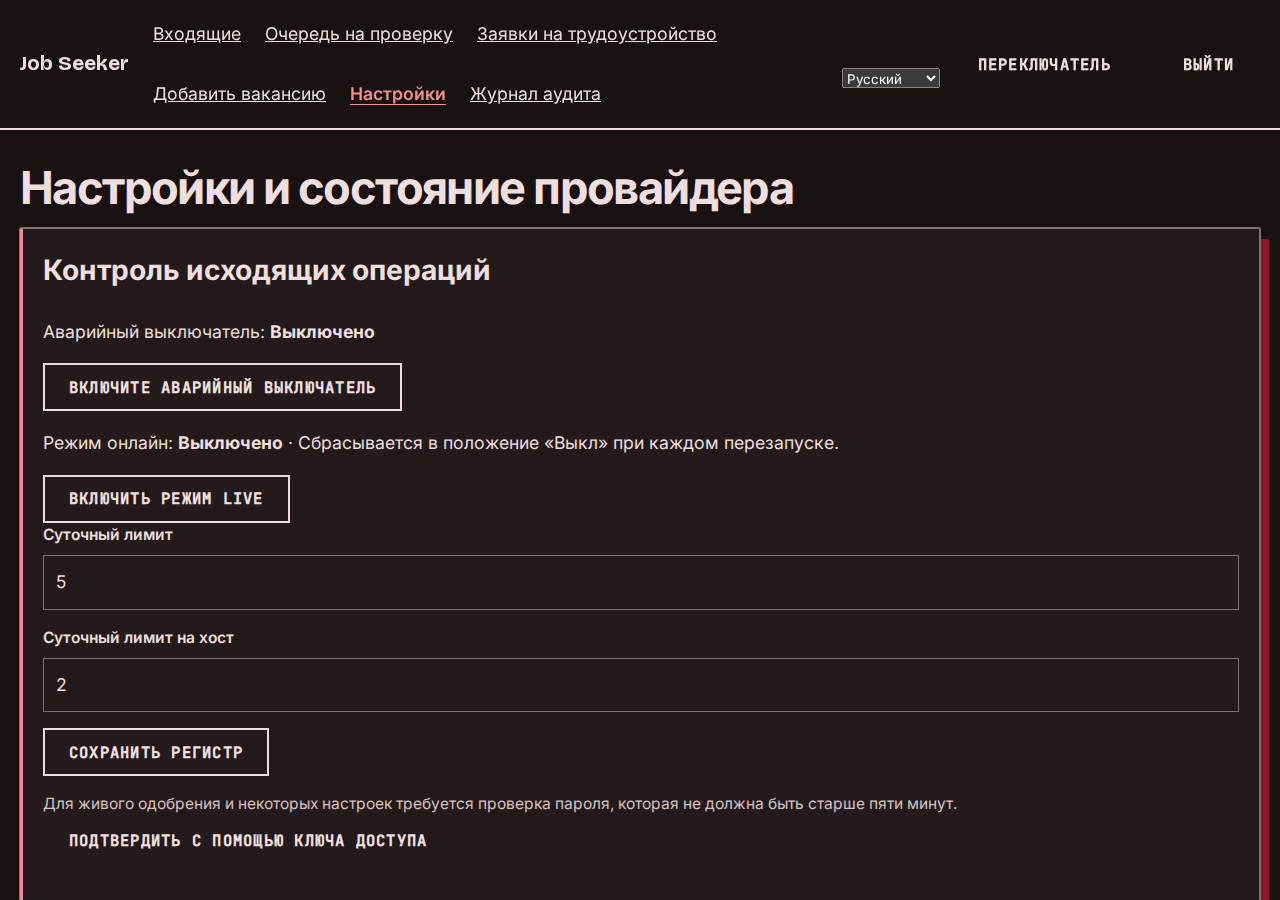 Job Seeker
Входящие Очередь на проверку Заявки на трудоустройство
Добавить вакансию Настройки Журнал аудита
Русский
ПЕРЕКЛЮЧАТЕЛЬ
ВЫЙТИ
Настройки и состояние провайдера
Контроль исходящих операций
Аварийный выключатель: Выключено
ВКЛЮЧИТЕ АВАРИЙНЫЙ ВЫКЛЮЧАТЕЛЬ
Режим онлайн: Выключено · Сбрасывается в положение «Выкл» при каждом перезапуске.
ВКЛЮЧИТЬ РЕЖИМ LIVE
Суточный лимит
5
Суточный лимит на хост
2
СОХРАНИТЬ РЕГИСТР
Для живого одобрения и некоторых настроек требуется проверка пароля, которая не должна быть старше пяти минут.
ПОДТВЕРДИТЬ С ПОМОЩЬЮ КЛЮЧА ДОСТУПА